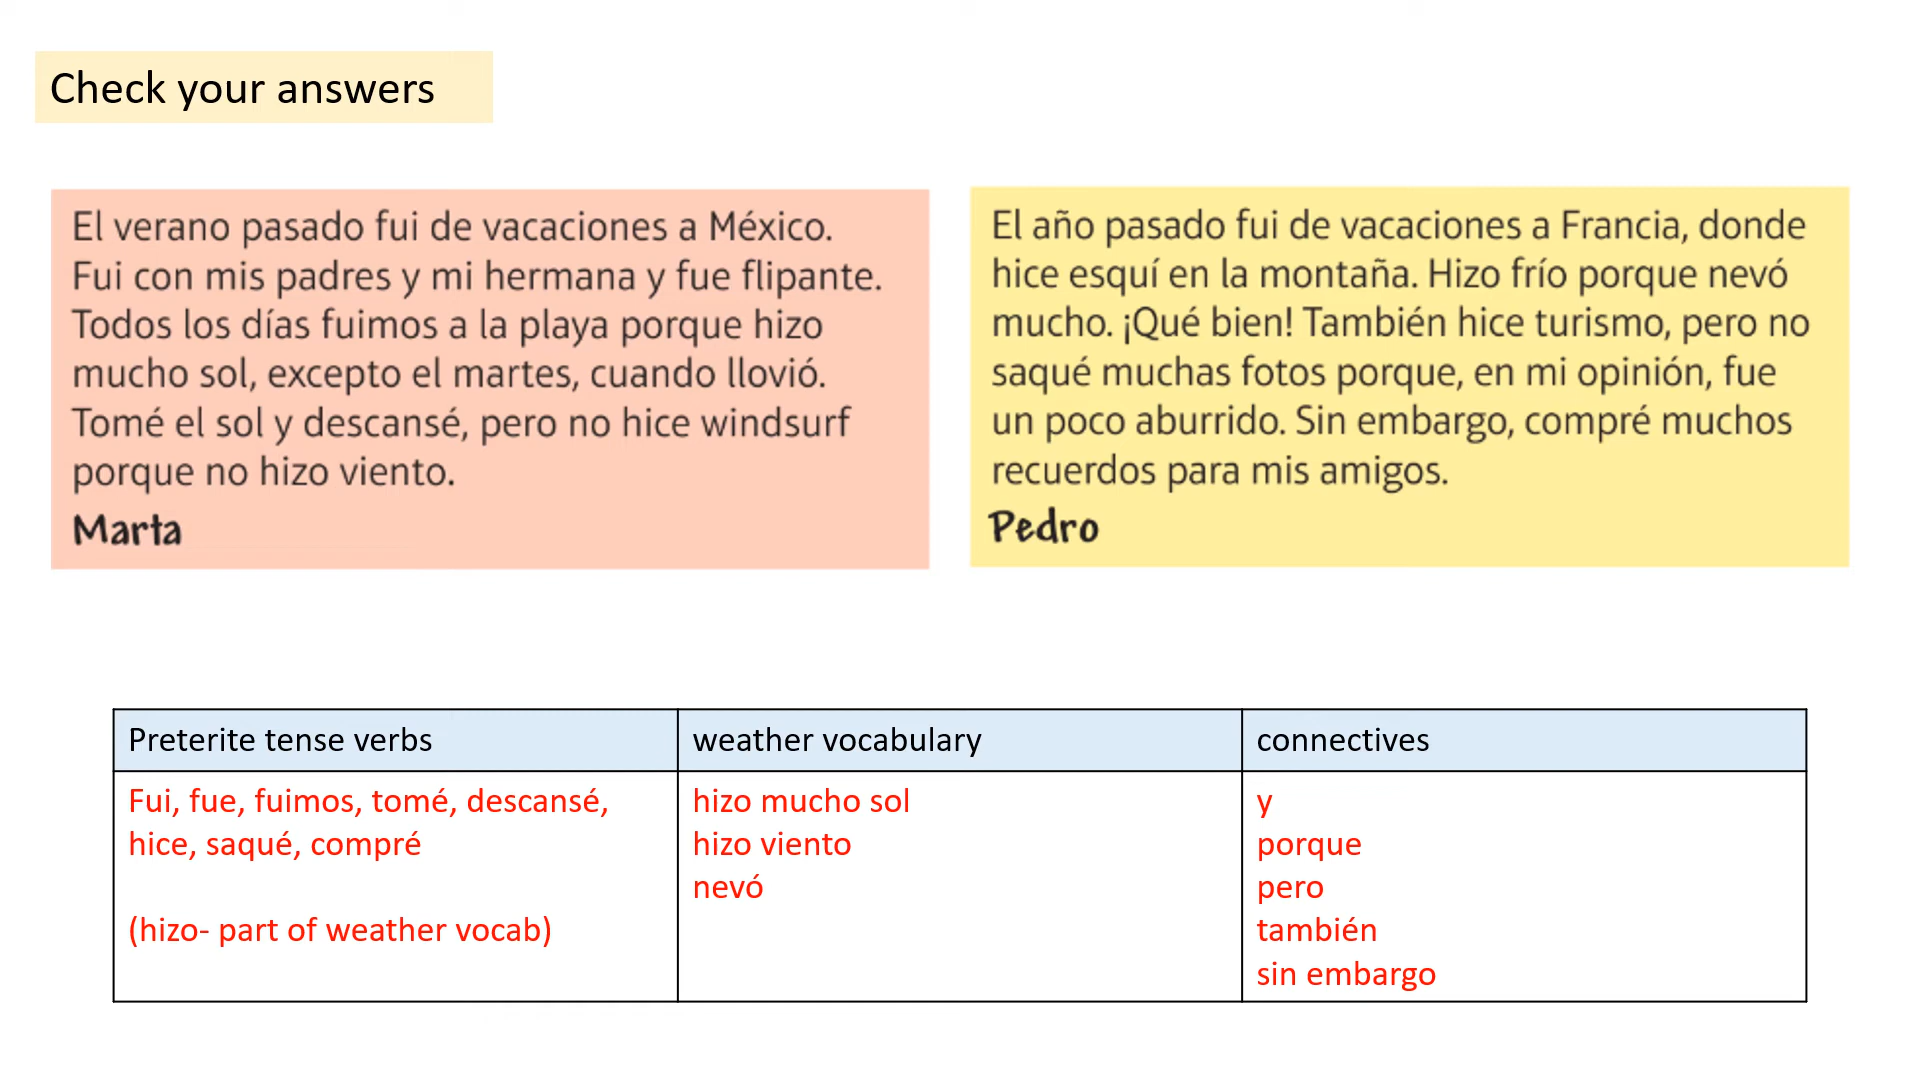 Check your answers
El verano pasado fui de vacaciones a México.
Fui con mis padres y mi hermana y fue flipante.
Todos los días fuimos a la playa porque hizo
mucho sol, excepto el martes, cuando llovió.
Tomé el sol y descansé, pero no hice windsurf
porque no hizo viento.
Marta
El año pasado fui de vacaciones a Francia, donde
hice esquí en la montaña. Hizo frío porque nevó
mucho. ¡Qué bien! También hice turismo, pero no
saqué muchas fotos porque, en mi opinión, fue
un poco aburrido. Sin embargo, compré muchos
recuerdos para mis amigos.
Pedro
Preterite tense verbs
Fui, fue, fuimos, tomé, descansé,
hice, saqué, compré
(hizo- part of weather vocab)
weather vocabulary
hizo mucho sol
hizo viento
nevó
connectives
y
porque
pero
también
sin embargo